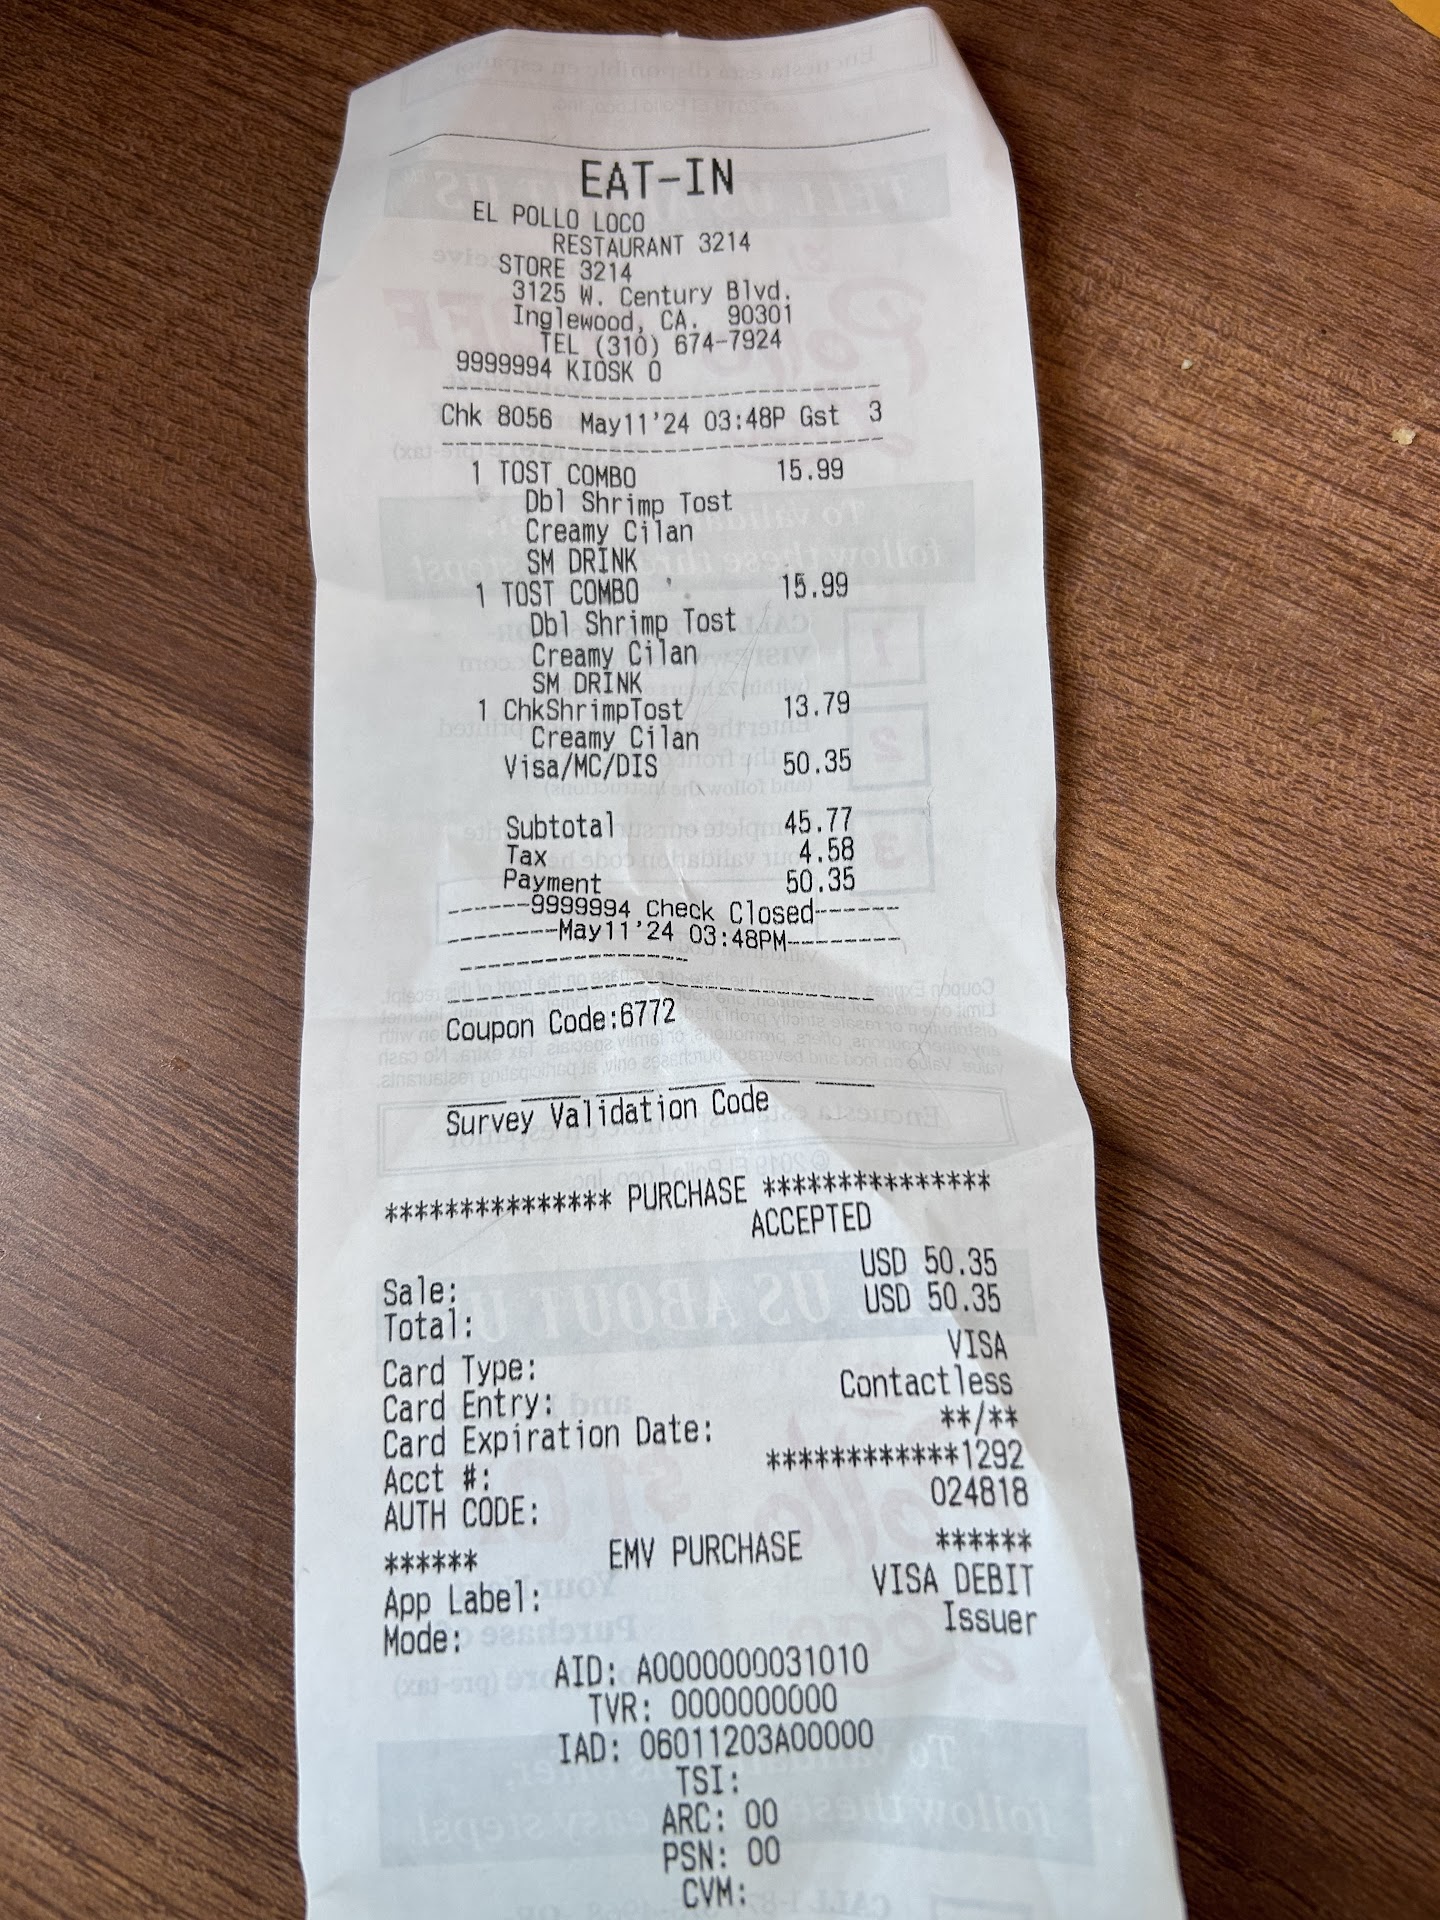 EAT-IN
EL POLLO LOCO
RESTAURANT 3214
STORE 3214
3125 W. Century Blvd.
Inglewood, CA. 90301
TEL (310) 674-7924
9999994 KIOSK O
Chk 8056 May11'24 03:48P Gst 3
1 TOST COMBO 15.99
Dbl Shrimp Tost
Creamy Cilan
SM DRINK
1 TOST COMBO 15.99
Dbl Shrimp Tost
Creamy Cilan
SM DRINK
1 ChkShrimpTost 13.79
Creamy Cilan
Visa/MC/DIS 50.35
Subtotal 45.77
Tax 4.58
Payment 50.35
------9999994 Check Closed------
--------May11'24 03:48PM--------
Coupon Code:6772
Survey Validation Code
*************** PURCHASE ***************
ACCEPTED
Sale: USD 50.35
Total: USD 50.35
Card Type: VISA
Card Entry: Contactless
Card Expiration Date: **/**
Acct #: ************1292
AUTH CODE: 024818
****** EMV PURCHASE ******
App Label: VISA DEBIT
Mode: Issuer
AID: A0000000031010
TVR: 0000000000
IAD: 06011203A00000
TSI:
ARC: 00
PSN: 00
CVM: